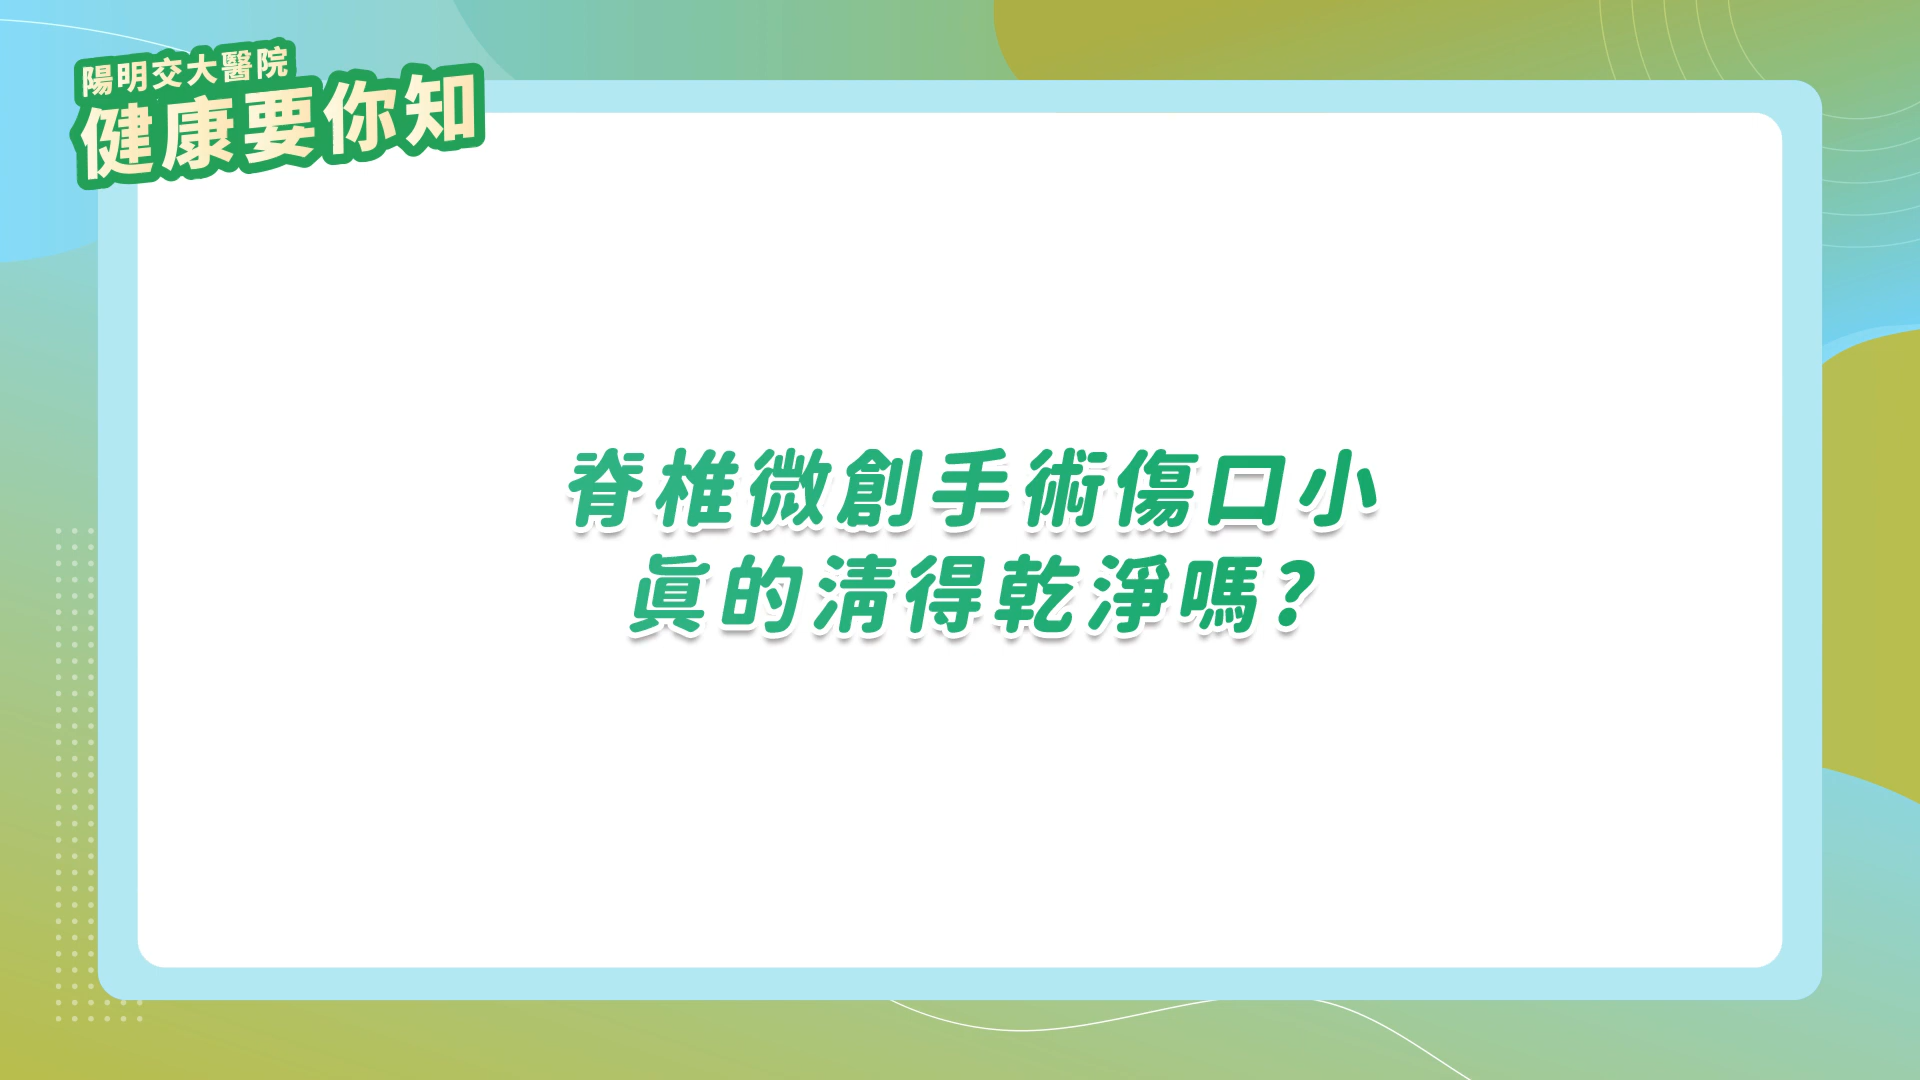 陽明交大醫院
健康要你知
脊椎微創手術傷口小
真的清得乾淨嗎?